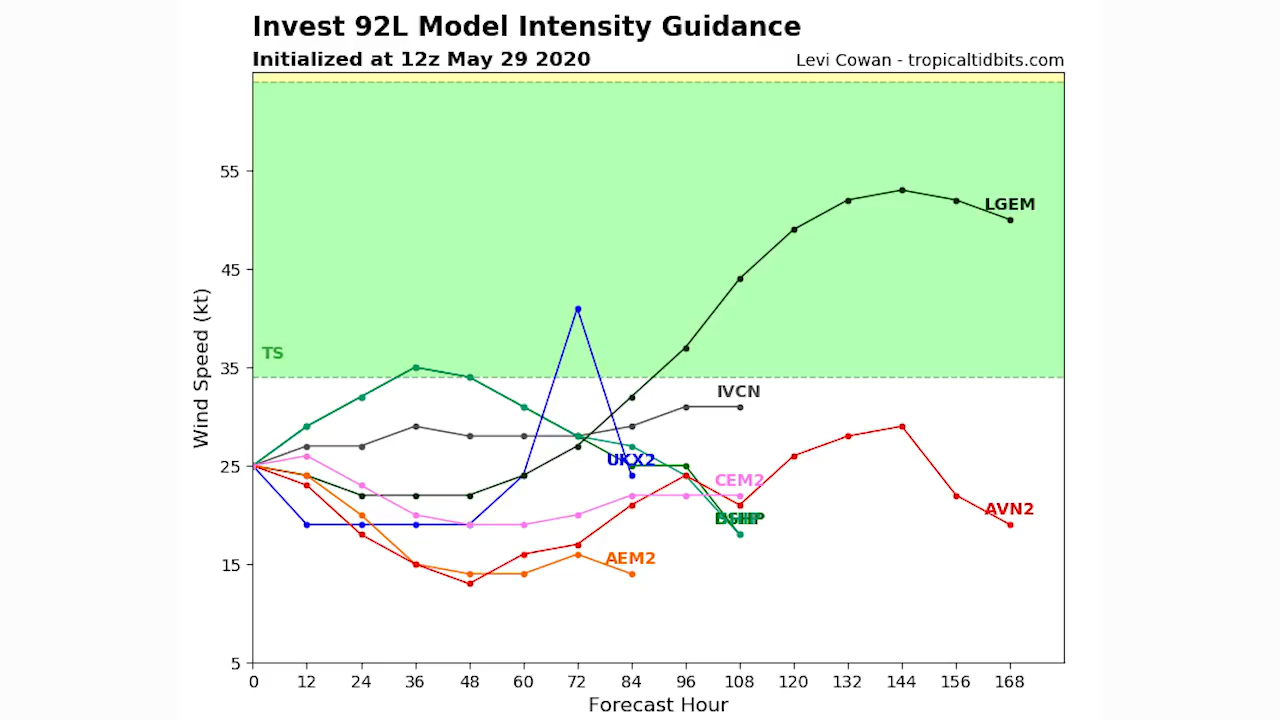 Invest 92L Model Intensity Guidance
Initialized at 12z May 29 2020
Levi Cowan - tropicaltidbits.com
55
45
35
25
15
5
Wind Speed (kt)
TS
LGEM
IVCN
UKX2
CEM2
AVN2
AEM2
0 12 24 36 48 60 72 84 96 108 120 132 144 156 168
Forecast Hour